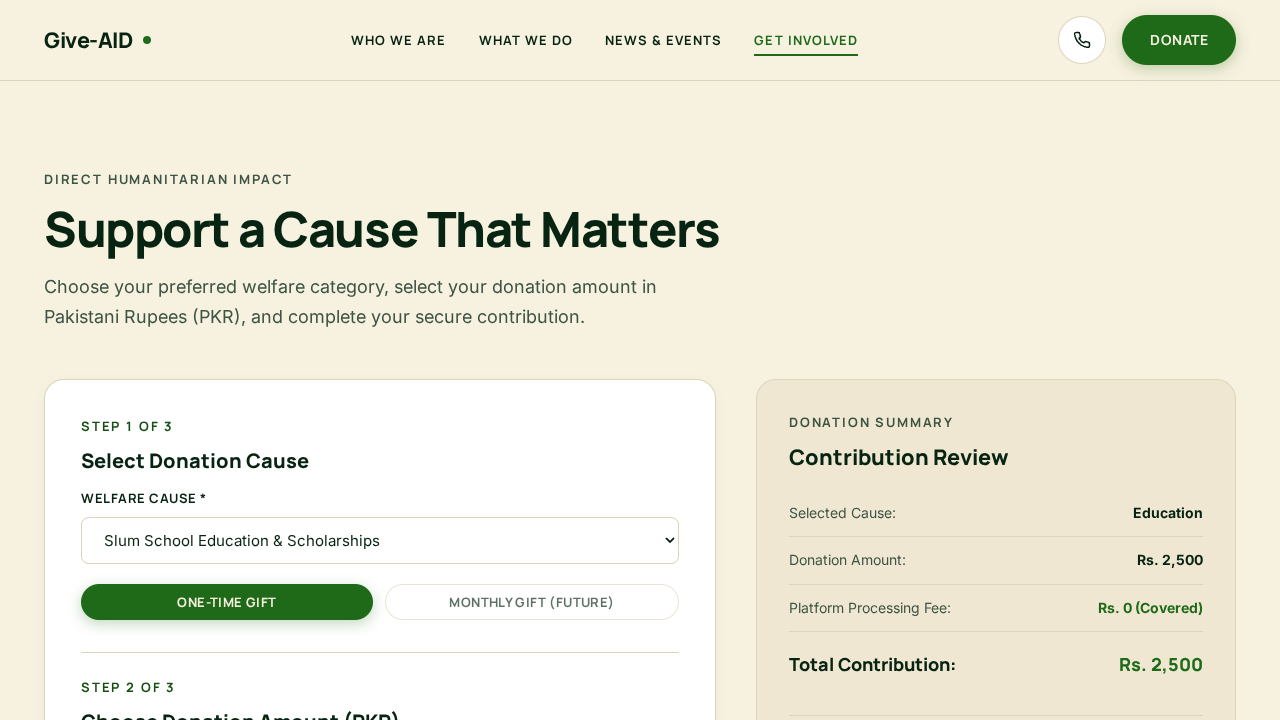 Give-AID
WHO WE ARE
WHAT WE DO
NEWS & EVENTS
GET INVOLVED
DONATE
DIRECT HUMANITARIAN IMPACT
Support a Cause That Matters
Choose your preferred welfare category, select your donation amount in
Pakistani Rupees (PKR), and complete your secure contribution.
STEP 1 OF 3
Select Donation Cause
WELFARE CAUSE *
Slum School Education & Scholarships
ONE-TIME GIFT
MONTHLY GIFT (FUTURE)
STEP 2 OF 3
Choose Donation Amount (PKR)
DONATION SUMMARY
Contribution Review
Selected Cause: Education
Donation Amount: Rs. 2,500
Platform Processing Fee: Rs. 0 (Covered)
Total Contribution: Rs. 2,500